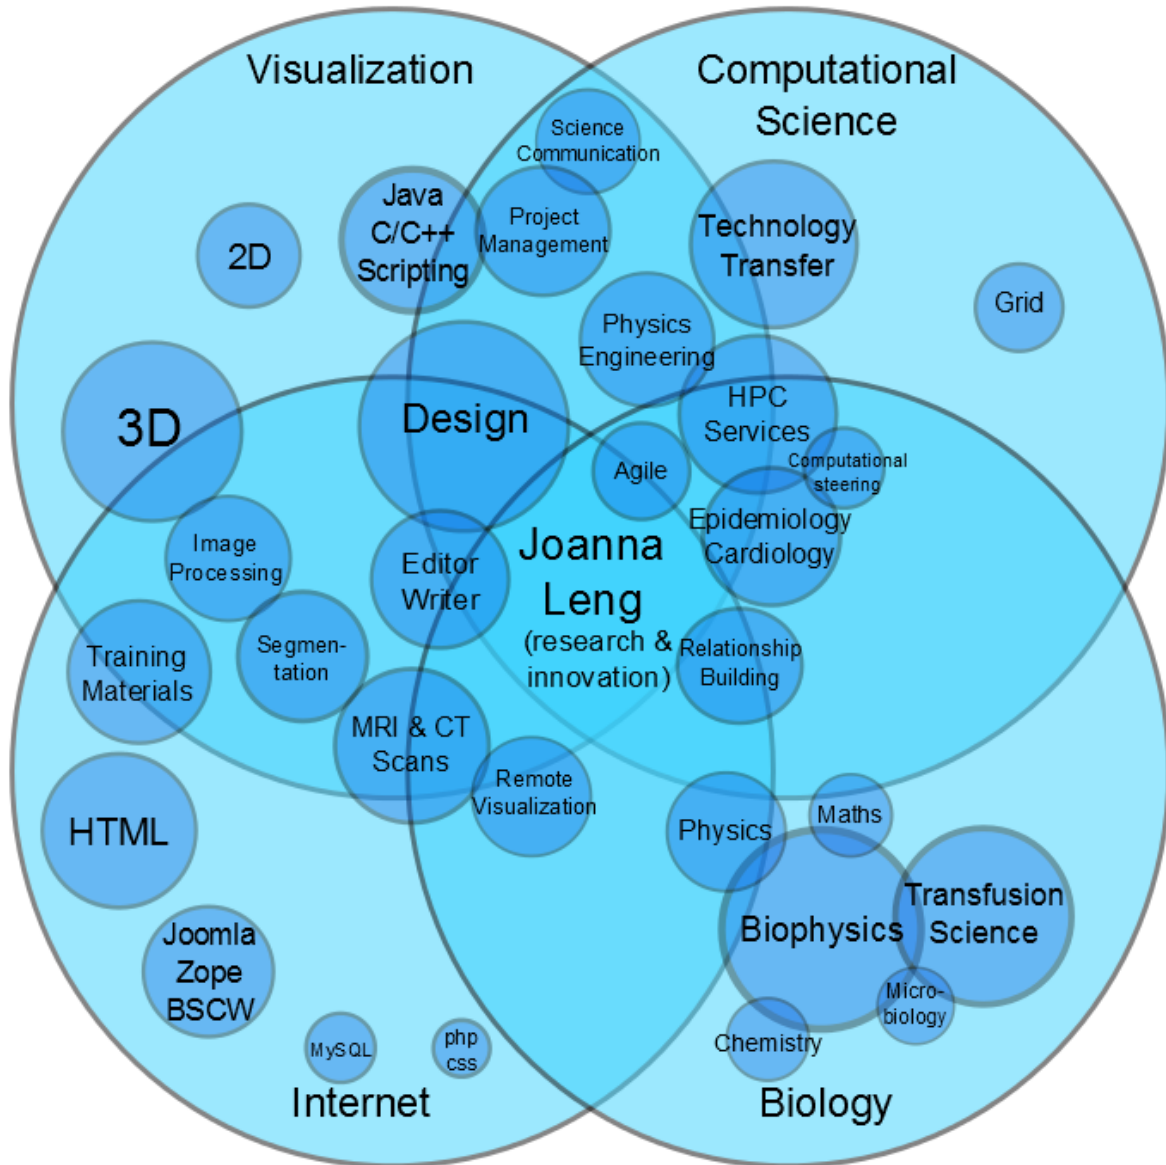 Visualization
Computational
Science
Science
Communication
Java
C/C++
Scripting
Project
Management
Technology
Transfer
2D
Grid
Physics
Engineering
3D
Design
HPC
Services
Agile
Computational
steering
Epidemiology
Cardiology
Image
Processing
Editor
Writer
Joanna
Leng
(research &
innovation)
Training
Materials
Segmen-
tation
Relationship
Building
MRI & CT
Scans
Remote
Visualization
HTML
Physics
Maths
Biophysics
Transfusion
Science
Joomla
Zope
BSCW
Micro-
biology
MySQL
php
css
Chemistry
Internet
Biology